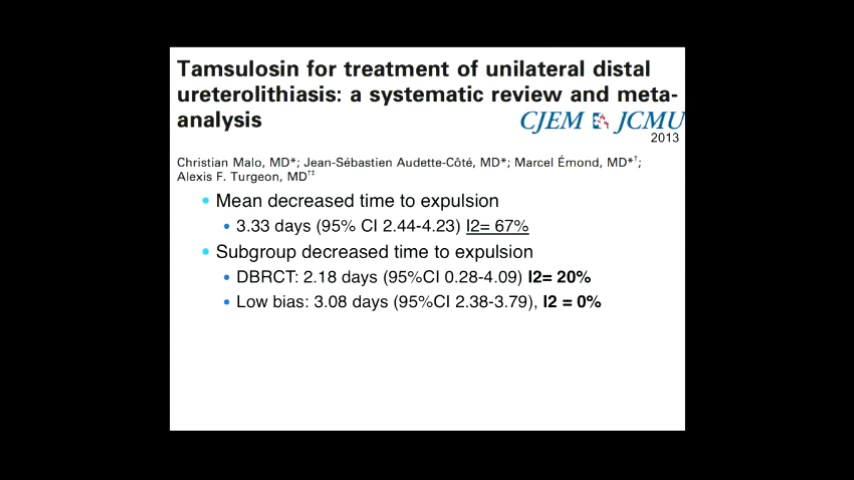 Tamsulosin for treatment of unilateral distal
ureterolithiasis: a systematic review and meta-
analysis
CJEM JCMU
2013
Christian Malo, MD*; Jean-Sébastien Audette-Côté, MD*; Marcel Émond, MD*†;
Alexis F. Turgeon, MD†‡
• Mean decreased time to expulsion
• 3.33 days (95% CI 2.44-4.23) I2= 67%
• Subgroup decreased time to expulsion
• DBRCT: 2.18 days (95%CI 0.28-4.09) I2= 20%
• Low bias: 3.08 days (95%CI 2.38-3.79), I2 = 0%